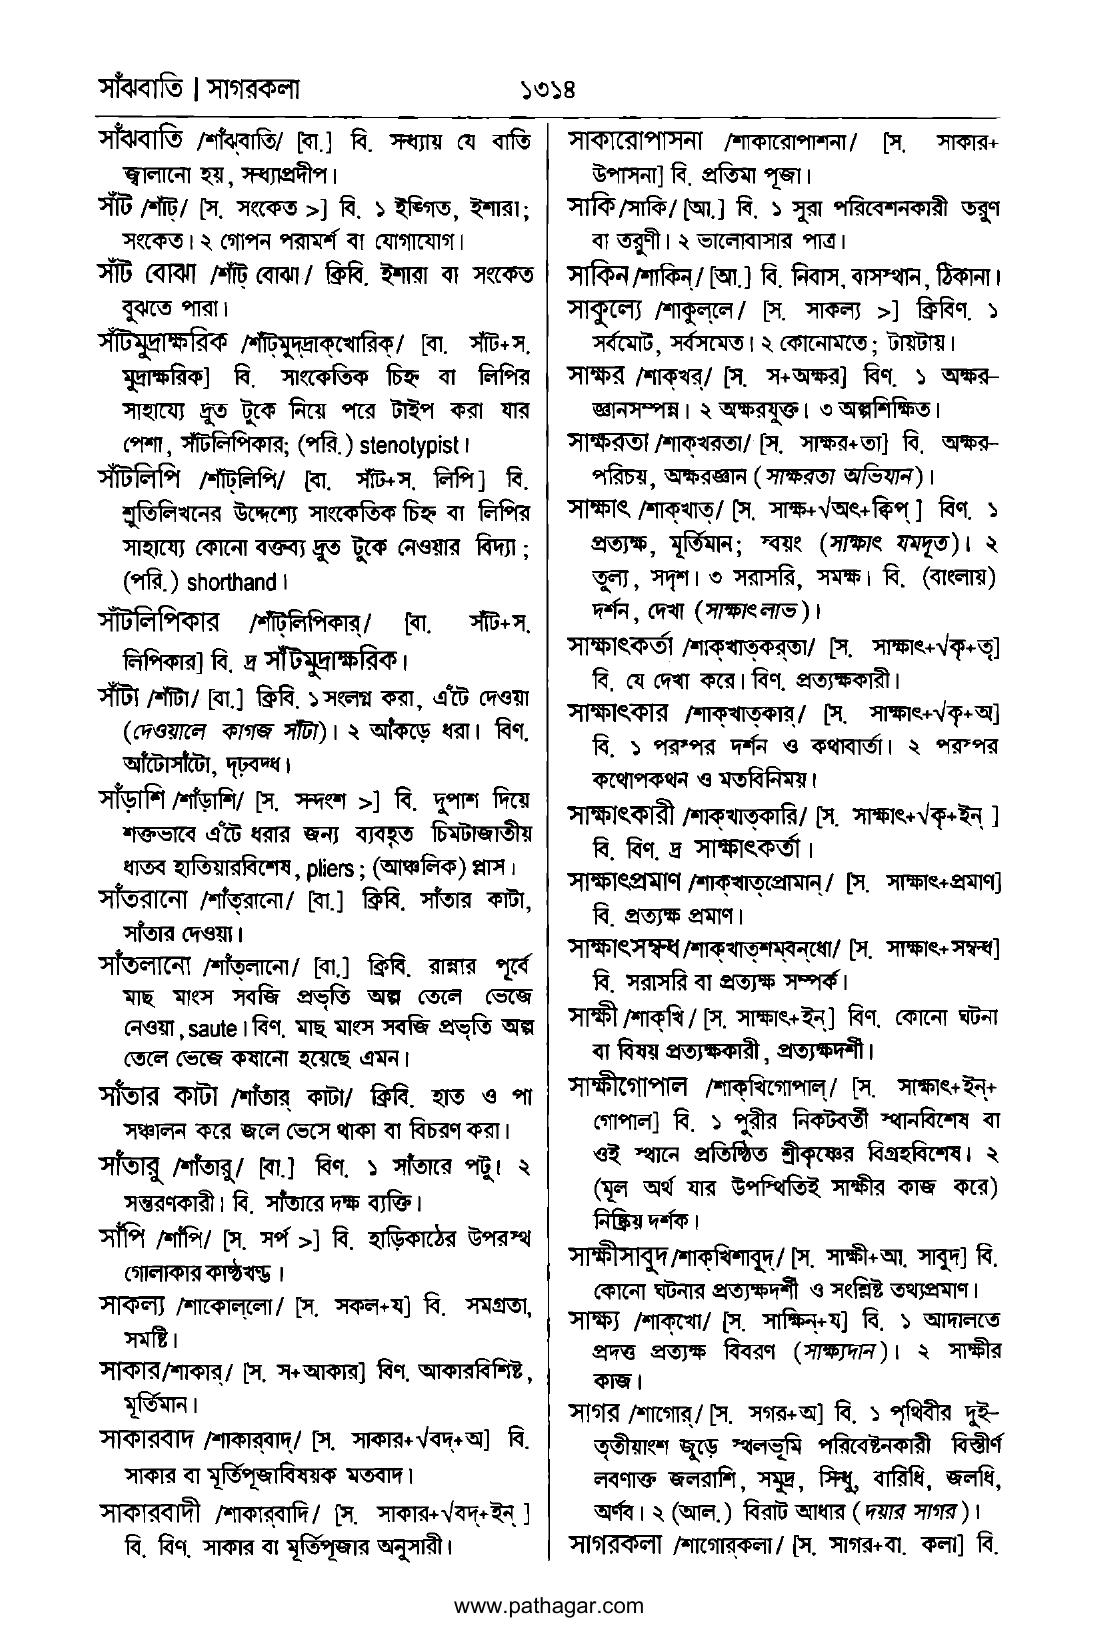 সাঁঝবাতি | সাগরকলা ১৩১৪
সাঁঝবাতি /শাঁঝ্‌বাতি/ [বা.] বি. সন্ধ্যায় যে বাতি
জ্বালানো হয়, সন্ধ্যাপ্রদীপ।
সাঁট /শাঁট্/ [স. সংকেত >] বি. ১ ইঙ্গিত, ইশারা;
সংকেত। ২ গোপন পরামর্শ বা যোগাযোগ।
সাঁট বোঝা /শাঁট্ বোঝা/ ক্রিবি. ইশারা বা সংকেত
বুঝতে পারা।
সাঁটমুদ্রাক্ষরিক /শাঁট্‌মুদ্‌দ্রাক্‌খোরিক্/ [বা. সাঁট+স.
মুদ্রাক্ষরিক] বি. সাংকেতিক চিহ্ন বা লিপির
সাহায্যে দ্রুত টুকে নিয়ে পরে টাইপ করা যার
পেশা, সাঁটলিপিকার; (পরি.) stenotypist।
সাঁটলিপি /শাঁট্‌লিপি/ [বা. সাঁট+স. লিপি] বি.
শ্রুতিলিখনের উদ্দেশ্যে সাংকেতিক চিহ্ন বা লিপির
সাহায্যে কোনো বক্তব্য দ্রুত টুকে নেওয়ার বিদ্যা;
(পরি.) shorthand।
সাঁটলিপিকার /শাঁট্‌লিপিকার্/ [বা. সাঁট+স.
লিপিকার] বি. দ্র সাঁটমুদ্রাক্ষরিক।
সাঁটা /শাঁটা/ [বা.] ক্রিবি. ১ সংলগ্ন করা, এঁটে দেওয়া
(দেওয়ালে কাগজ সাঁটা)। ২ আঁকড়ে ধরা। বিণ.
আঁটোসাঁটো, দৃঢ়বদ্ধ।
সাঁড়াশি /শাঁড়াশি/ [স. সন্দংশ >] বি. দুপাশ দিয়ে
শক্তভাবে এঁটে ধরার জন্য ব্যবহৃত চিমটাজাতীয়
ধাতব হাতিয়ারবিশেষ, pliers; (আঞ্চলিক) প্লাস।
সাঁতরানো /শাঁত্‌রানো/ [বা.] ক্রিবি. সাঁতার কাটা,
সাঁতার দেওয়া।
সাঁতলানো /শাঁত্‌লানো/ [বা.] ক্রিবি. রান্নার পূর্বে
মাছ মাংস সবজি প্রভৃতি অল্প তেলে ভেজে
নেওয়া, saute। বিণ. মাছ মাংস সবজি প্রভৃতি অল্প
তেলে ভেজে কষানো হয়েছে এমন।
সাঁতার কাটা /শাঁতার্ কাটা/ ক্রিবি. হাত ও পা
সঞ্চালন করে জলে ভেসে থাকা বা বিচরণ করা।
সাঁতারু /শাঁতারু/ [বা.] বিণ. ১ সাঁতারে পটু। ২
সন্তরণকারী। বি. সাঁতারে দক্ষ ব্যক্তি।
সাঁপি /শাঁপি/ [স. সর্প >] বি. হাড়িকাঠের উপরস্থ
গোলাকার কাষ্ঠখণ্ড।
সাকল্য /শাকোল্‌লো/ [স. সকল+য] বি. সমগ্রতা,
সমষ্টি।
সাকার /শাকার্/ [স. স+আকার] বিণ. আকারবিশিষ্ট,
মূর্তিমান।
সাকারবাদ /শাকার্‌বাদ্/ [স. সাকার+√বদ্+অ] বি.
সাকার বা মূর্তিপূজাবিষয়ক মতবাদ।
সাকারবাদী /শাকার্‌বাদি/ [স. সাকার+√বদ্+ইন্]
বি. বিণ. সাকার বা মূর্তিপূজার অনুসারী।
সাকারোপাসনা /শাকারোপাশনা/ [স. সাকার+
উপাসনা] বি. প্রতিমা পূজা।
সাকি /সাকি/ [আ.] বি. ১ সুরা পরিবেশনকারী তরুণ
বা তরুণী। ২ ভালোবাসার পাত্র।
সাকিন /শাকিন্/ [আ.] বি. নিবাস, বাসস্থান, ঠিকানা।
সাকুল্যে /শাকুল্‌লে/ [স. সাকল্য >] ক্রিবিণ. ১
সর্বমোট, সর্বসমেত। ২ কোনোমতে; টায়টায়।
সাক্ষর /শাক্‌খর্/ [স. স+অক্ষর] বিণ. ১ অক্ষর-
জ্ঞানসম্পন্ন। ২ অক্ষরযুক্ত। ৩ অল্পশিক্ষিত।
সাক্ষরতা /শাক্‌খরতা/ [স. সাক্ষর+তা] বি. অক্ষর-
পরিচয়, অক্ষরজ্ঞান (সাক্ষরতা অভিযান)।
সাক্ষাৎ /শাক্‌খাত্/ [স. সাক্ষ+√অৎ+ক্বিপ্] বিণ. ১
প্রত্যক্ষ, মূর্তিমান; স্বয়ং (সাক্ষাৎ যমদূত)। ২
তুল্য, সদৃশ। ৩ সরাসরি, সমক্ষ। বি. (বাংলায়)
দর্শন, দেখা (সাক্ষাৎলাভ)।
সাক্ষাৎকর্তা /শাক্‌খাত্‌কর্‌তা/ [স. সাক্ষাৎ+√কৃ+তৃ]
বি. যে দেখা করে। বিণ. প্রত্যক্ষকারী।
সাক্ষাৎকার /শাক্‌খাত্‌কার্/ [স. সাক্ষাৎ+√কৃ+অ]
বি. ১ পরস্পর দর্শন ও কথাবার্তা। ২ পরস্পর
কথোপকথন ও মতবিনিময়।
সাক্ষাৎকারী /শাক্‌খাত্‌কারি/ [স. সাক্ষাৎ+√কৃ+ইন্]
বি. বিণ. দ্র সাক্ষাৎকর্তা।
সাক্ষাৎপ্রমাণ /শাক্‌খাত্‌প্রোমান্/ [স. সাক্ষাৎ+প্রমাণ]
বি. প্রত্যক্ষ প্রমাণ।
সাক্ষাৎসম্বন্ধ /শাক্‌খাত্‌শম্‌বন্‌ধো/ [স. সাক্ষাৎ+সম্বন্ধ]
বি. সরাসরি বা প্রত্যক্ষ সম্পর্ক।
সাক্ষী /শাক্‌খি/ [স. সাক্ষাৎ+ইন্] বিণ. কোনো ঘটনা
বা বিষয় প্রত্যক্ষকারী, প্রত্যক্ষদর্শী।
সাক্ষীগোপাল /শাক্‌খিগোপাল্/ [স. সাক্ষাৎ+ইন্+
গোপাল] বি. ১ পুরীর নিকটবর্তী স্থানবিশেষ বা
ওই স্থানে প্রতিষ্ঠিত শ্রীকৃষ্ণের বিগ্রহবিশেষ। ২
(মূল অর্থ যার উপস্থিতিই সাক্ষীর কাজ করে)
নিষ্ক্রিয় দর্শক।
সাক্ষীসাবুদ /শাক্‌খিশাবুদ্/ [স. সাক্ষী+আ. সাবুদ] বি.
কোনো ঘটনার প্রত্যক্ষদর্শী ও সংশ্লিষ্ট তথ্যপ্রমাণ।
সাক্ষ্য /শাক্‌খো/ [স. সাক্ষিন্+য] বি. ১ আদালতে
প্রদত্ত প্রত্যক্ষ বিবরণ (সাক্ষ্যদান)। ২ সাক্ষীর
কাজ।
সাগর /শাগোর্/ [স. সগর+অ] বি. ১ পৃথিবীর দুই-
তৃতীয়াংশ জুড়ে স্থলভূমি পরিবেষ্টনকারী বিস্তীর্ণ
লবণাক্ত জলরাশি, সমুদ্র, সিন্ধু, বারিধি, জলধি,
অর্ণব। ২ (আল.) বিরাট আধার (দয়ার সাগর)।
সাগরকলা /শাগোর্‌কলা/ [স. সাগর+বা. কলা] বি.
www.pathagar.com